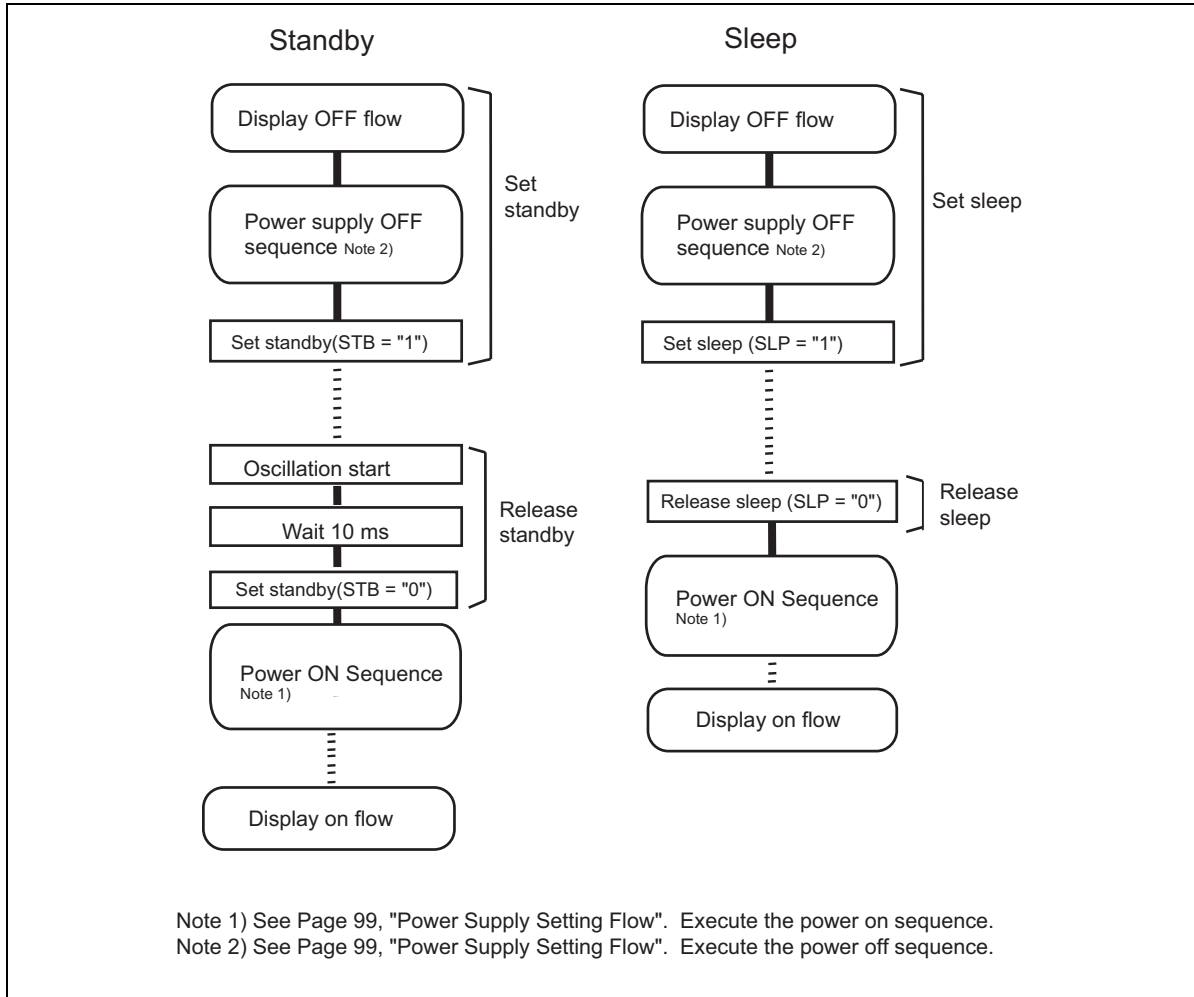 Standby
Display OFF flow
Power supply OFF
sequence Note 2)
Set standby(STB = "1")
Set
standby
Oscillation start
Wait 10 ms
Set standby(STB = "0")
Release
standby
Power ON Sequence
Note 1)
Display on flow
Sleep
Display OFF flow
Power supply OFF
sequence Note 2)
Set sleep (SLP = "1")
Set sleep
Release sleep (SLP = "0")
Release
sleep
Power ON Sequence
Note 1)
Display on flow
Note 1) See Page 99, "Power Supply Setting Flow". Execute the power on sequence.
Note 2) See Page 99, "Power Supply Setting Flow". Execute the power off sequence.